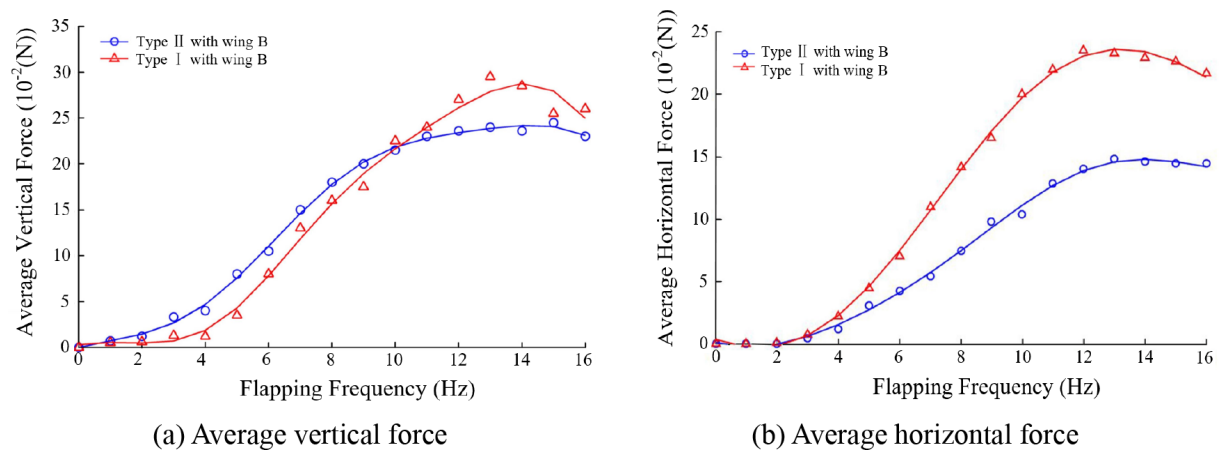 35
30
25
20
15
10
5
0
Average Vertical Force (10⁻²(N))
Type Ⅱ with wing B
Type Ⅰ with wing B
0 2 4 6 8 10 12 14 16
Flapping Frequency (Hz)
(a) Average vertical force
25
20
15
10
5
0
Average Horizontal Force (10⁻²(N))
Type Ⅱ with wing B
Type Ⅰ with wing B
0 2 4 6 8 10 12 14 16
Flapping Frequency (Hz)
(b) Average horizontal force